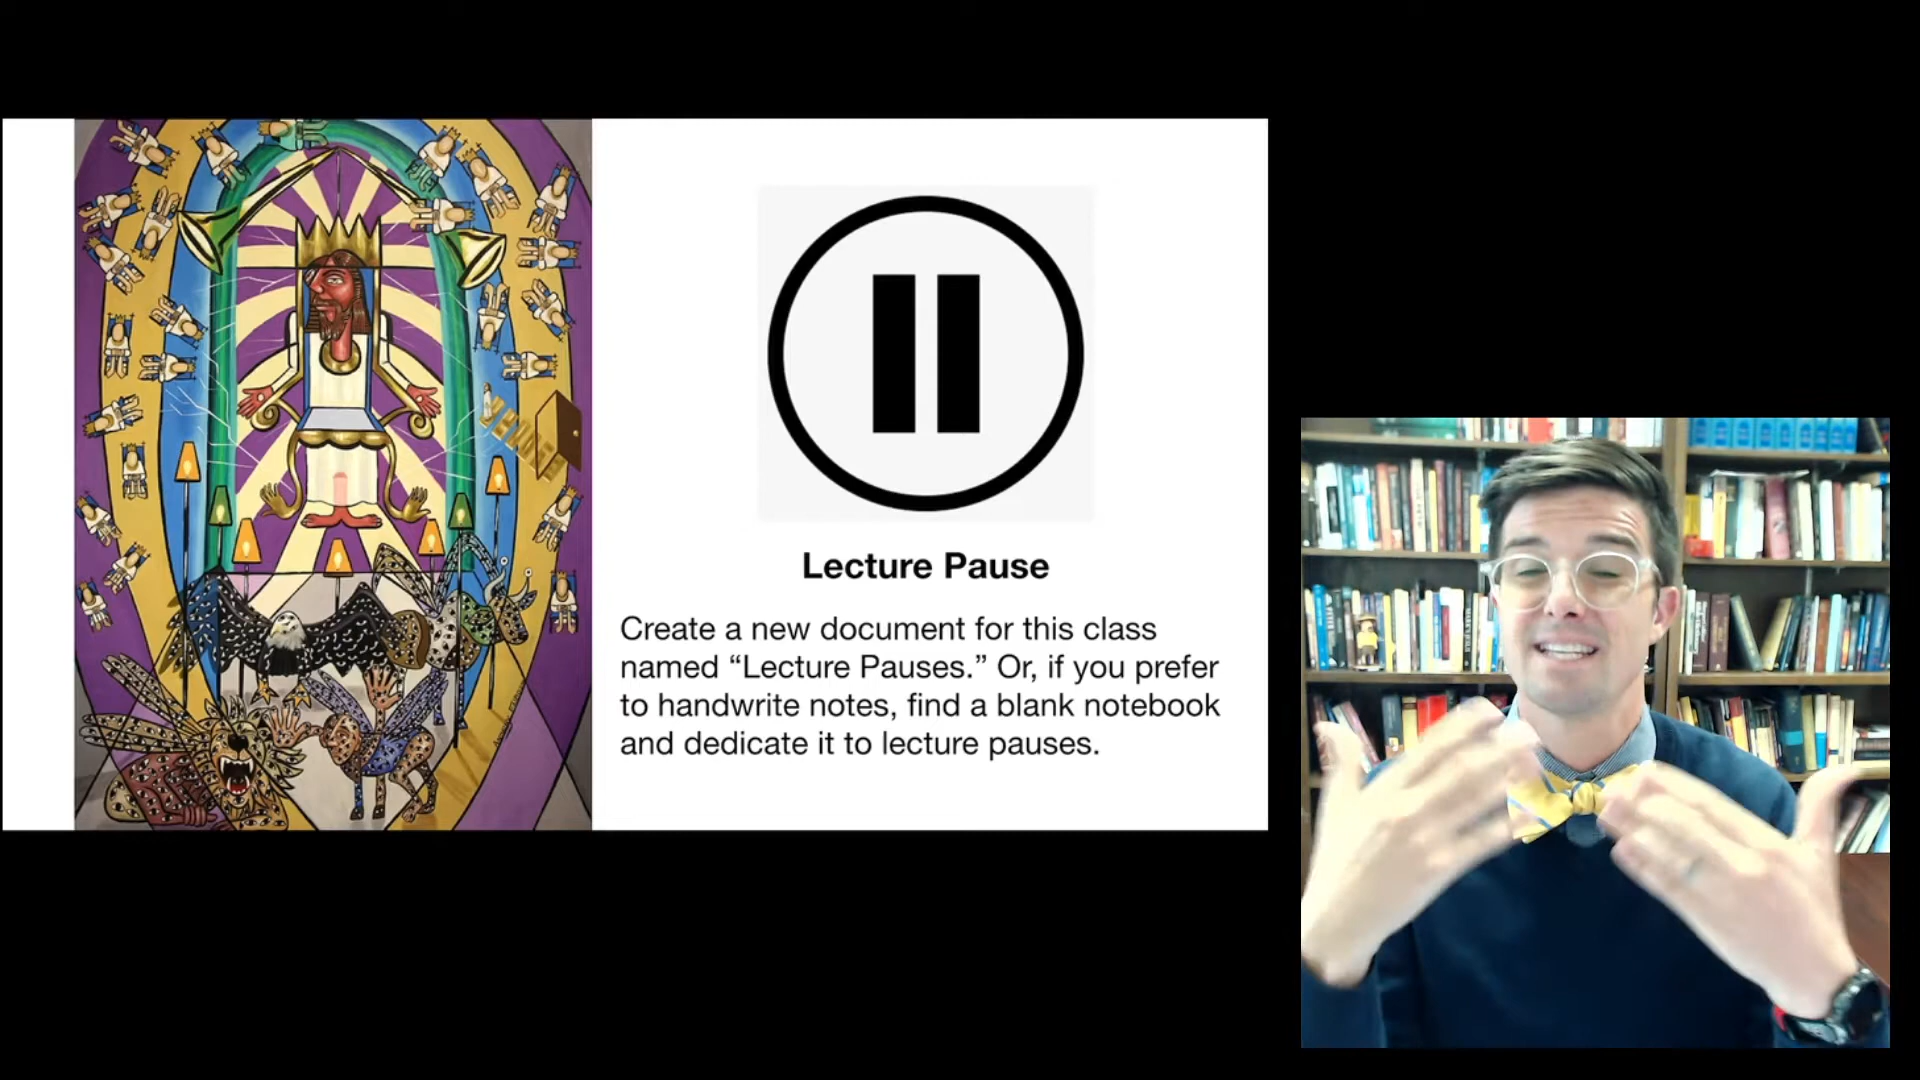 Lecture Pause
Create a new document for this class
named “Lecture Pauses.” Or, if you prefer
to handwrite notes, find a blank notebook
and dedicate it to lecture pauses.